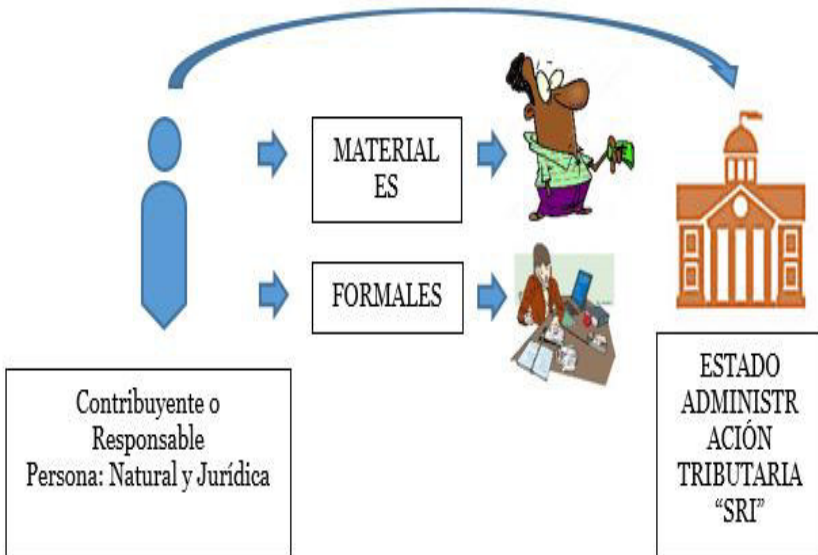 MATERIAL
ES
FORMALES
Contribuyente o
Responsable
Persona: Natural y Jurídica
ESTADO
ADMINISTR
ACIÓN
TRIBUTARIA
“SRI”